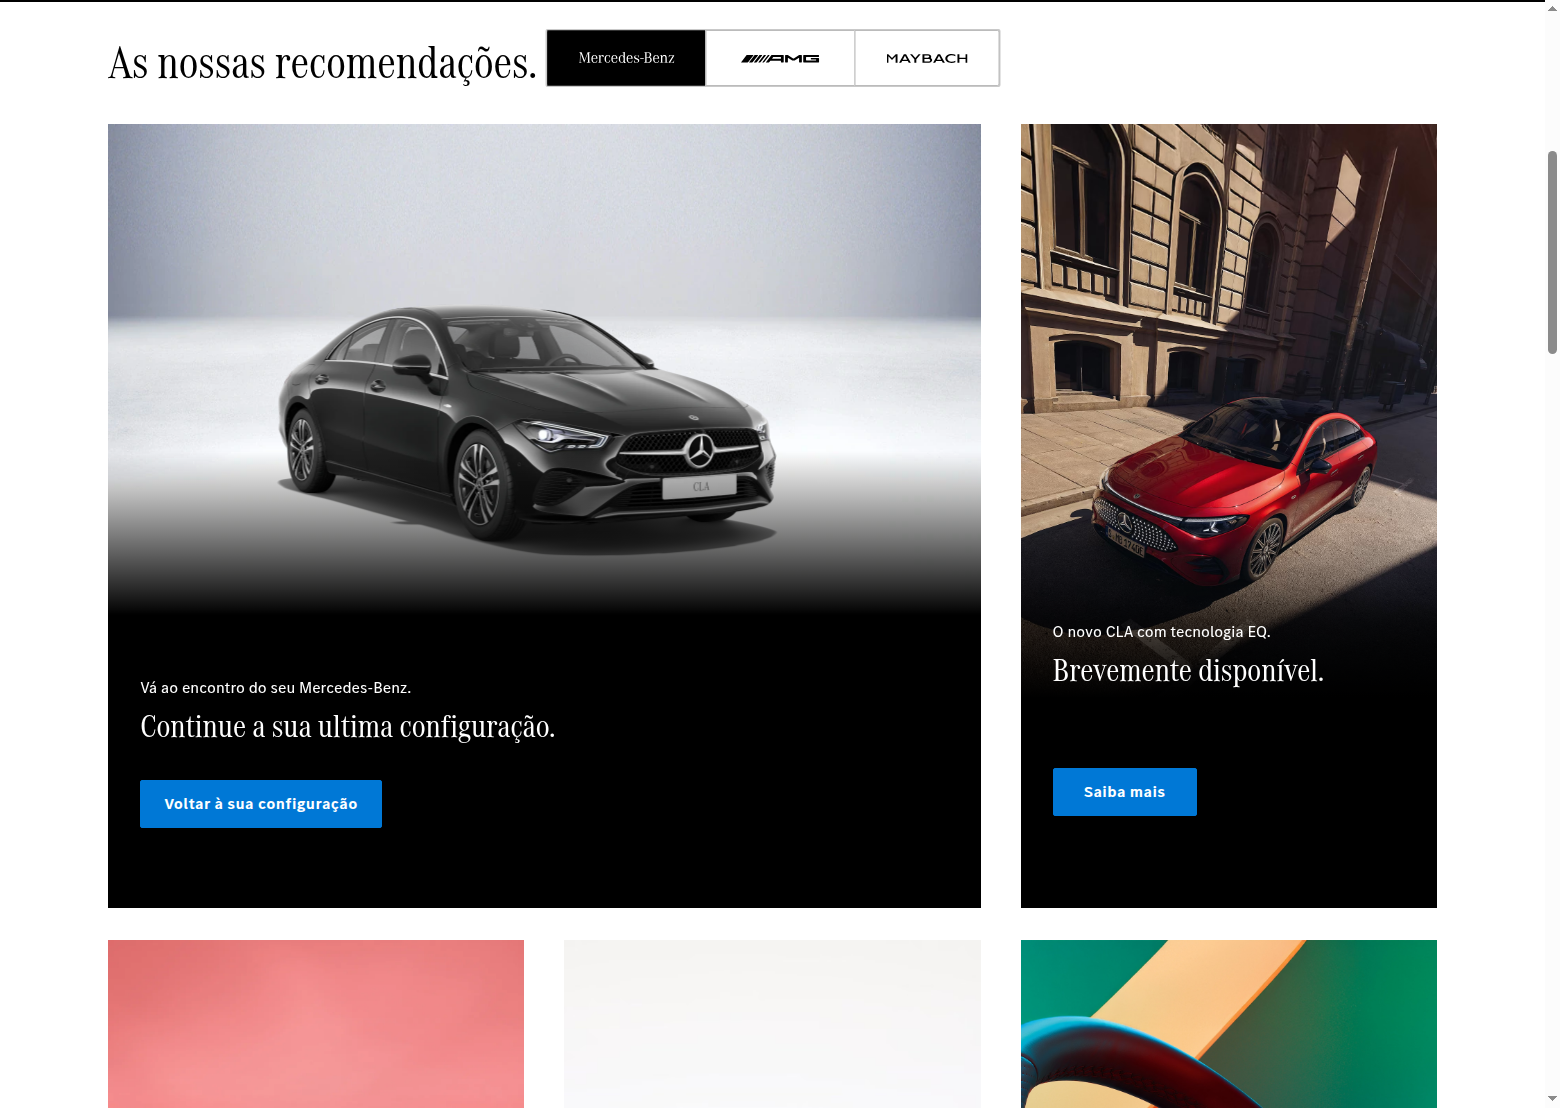 As nossas recomendações.
Mercedes-Benz
AMG
MAYBACH
CLA
Vá ao encontro do seu Mercedes-Benz.
Continue a sua ultima configuração.
Voltar à sua configuração
O novo CLA com tecnologia EQ.
Brevemente disponível.
Saiba mais